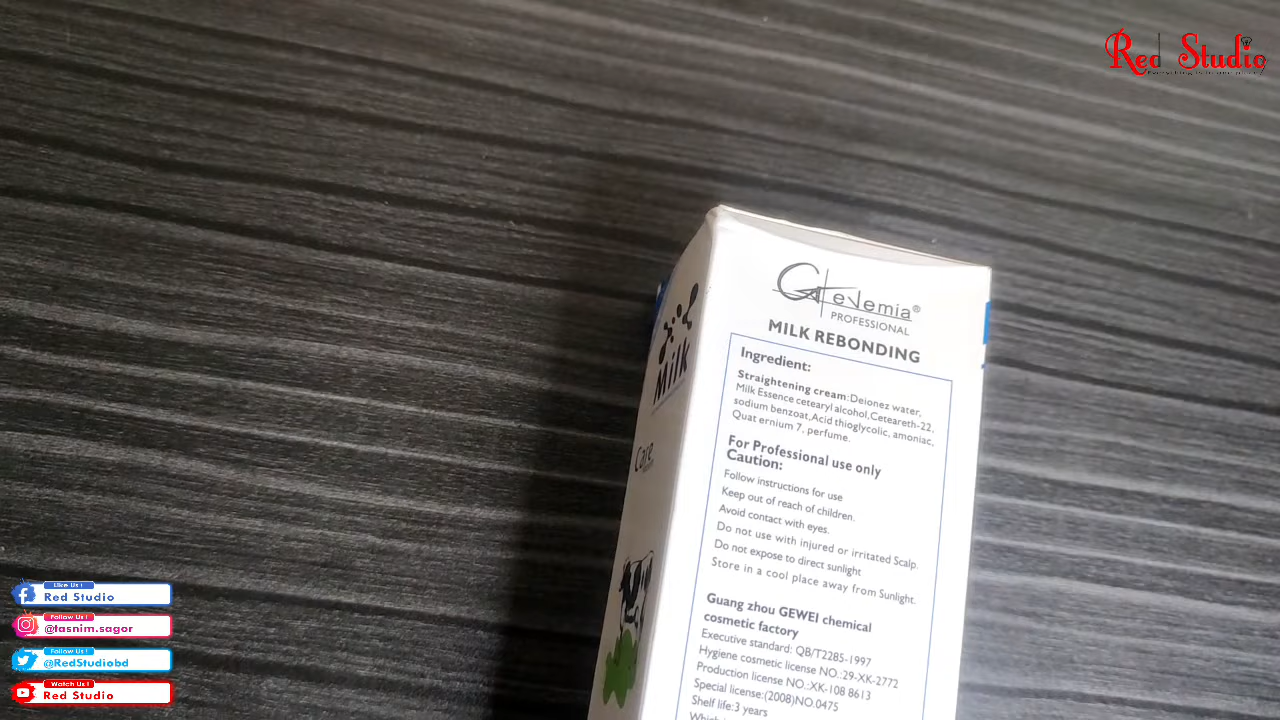 Red Studio
Gevemia®
PROFESSIONAL
MILK REBONDING
Ingredient:
Straightening cream:Deionez water,
Milk Essence cetearyl alcohol,Ceteareth-22,
sodium benzoat,Acid thioglycolic, amoniac,
Quat ernium 7, perfume.
For Professional use only
Caution:
Follow instructions for use
Keep out of reach of children.
Avoid contact with eyes.
Do not use with injured or irritated Scalp.
Do not expose to direct sunlight
Store in a cool place away from Sunlight.
Guang zhou GEWEI chemical
cosmetic factory
Executive standard: QB/T2285-1997
Hygiene cosmetic license NO.:29-XK-2772
Production license NO.:XK-108 8613
Special license:(2008)NO.0475
Shelf life:3 years
Milk
Care
Like Us !
Red Studio
Follow Us !
@tasnim.sagor
Follow Us !
@RedStudiobd
Watch Us !
Red Studio